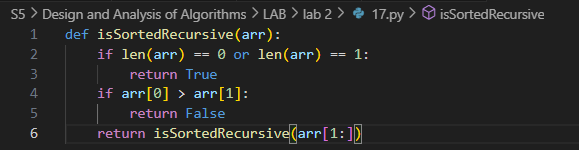 S5 > Design and Analysis of Algorithms > LAB > lab 2 > 17.py > isSortedRecursive
1 def isSortedRecursive(arr):
2     if len(arr) == 0 or len(arr) == 1:
3         return True
4     if arr[0] > arr[1]:
5         return False
6     return isSortedRecursive(arr[1:])